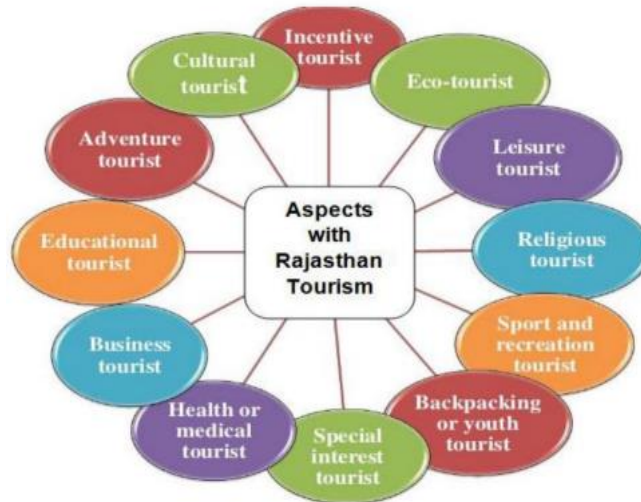 Incentive
tourist
Eco-tourist
Leisure
tourist
Religious
tourist
Sport and
recreation
tourist
Backpacking
or youth
tourist
Special
interest
tourist
Health or
medical
tourist
Business
tourist
Educational
tourist
Adventure
tourist
Cultural
tourist
Aspects
with
Rajasthan
Tourism